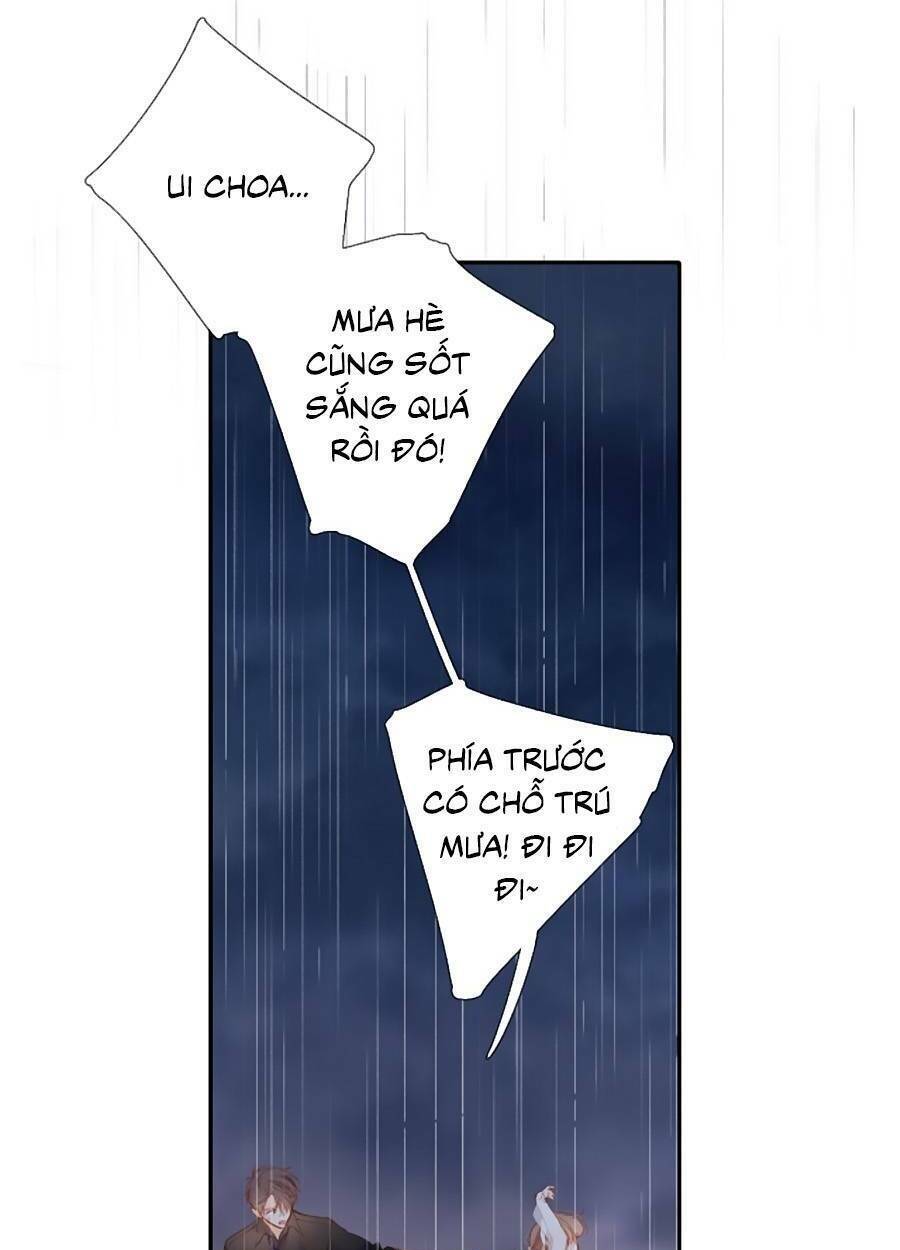 UI CHOA...
MƯA HÈ
CŨNG SỐT
SẮNG QUÁ
RỒI ĐÓ!
PHÍA TRƯỚC
CÓ CHỖ TRÚ
MƯA! ĐI ĐI
ĐI~